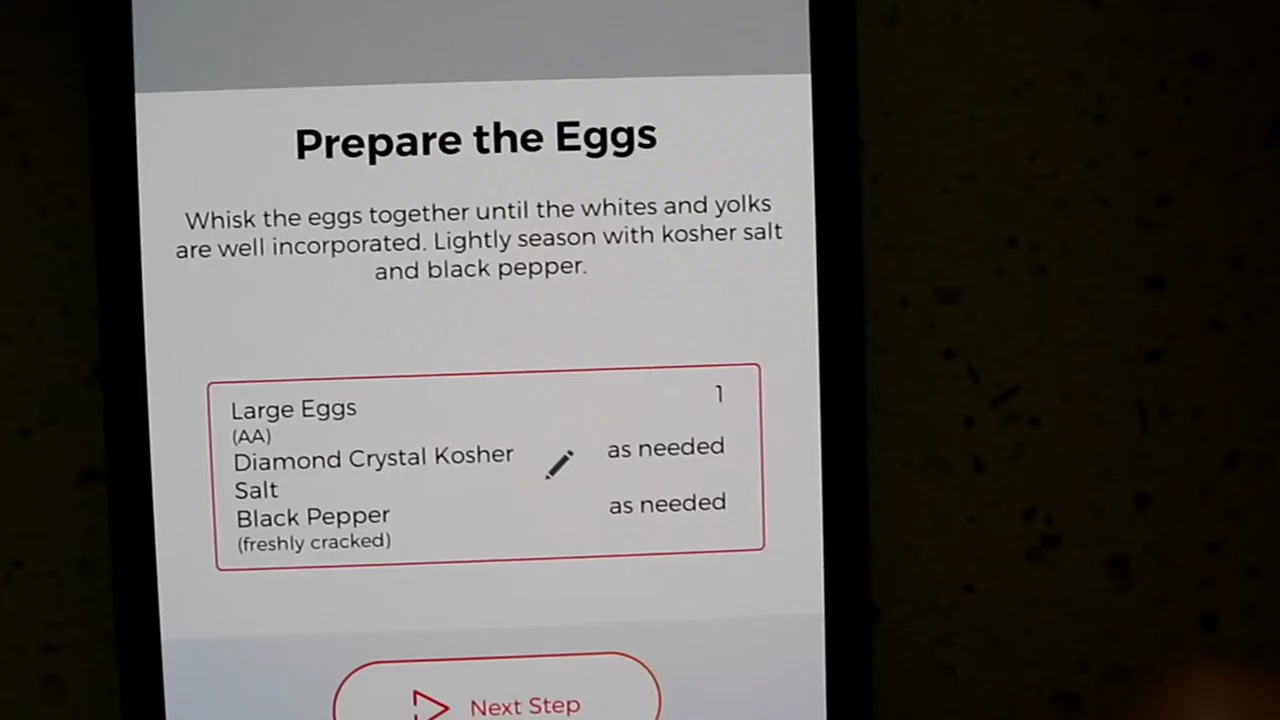 Prepare the Eggs
Whisk the eggs together until the whites and yolks
are well incorporated. Lightly season with kosher salt
and black pepper.
Large Eggs 1
(AA)
Diamond Crystal Kosher as needed
Salt
Black Pepper as needed
(freshly cracked)
Next Step